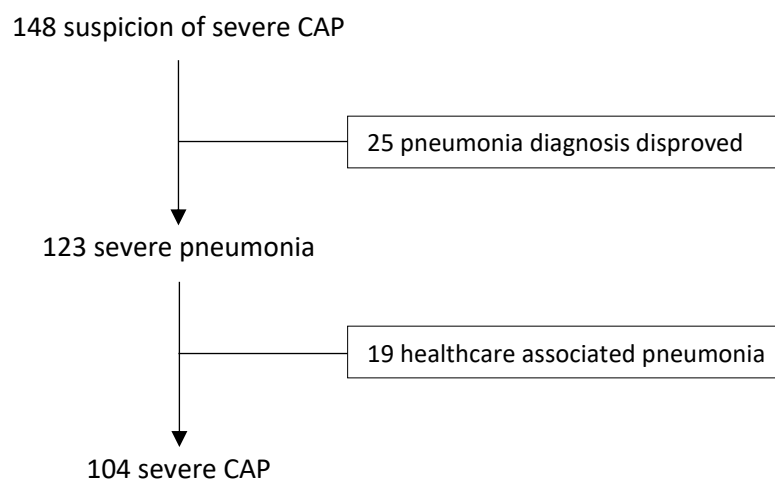 148 suspicion of severe CAP
25 pneumonia diagnosis disproved
123 severe pneumonia
19 healthcare associated pneumonia
104 severe CAP